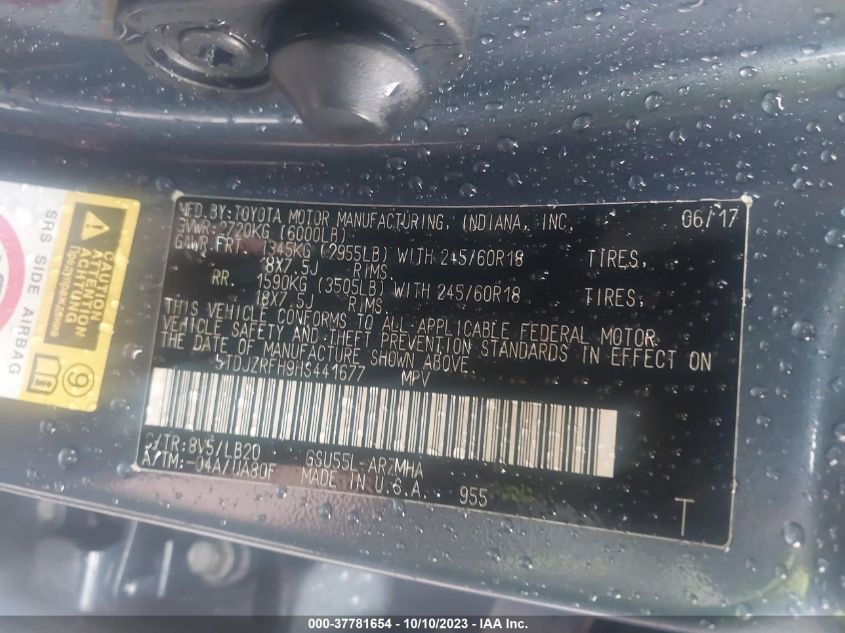 SRS SIDE AIRBAG
CAUTION
ATTENTION
ACHTUNG
Предупреждение
9
MFD.BY:TOYOTA MOTOR MANUFACTURING, INDIANA, INC. 06/17
GVWR:2720KG (6000LB)
GAWR.FRT. 1345KG (2955LB) WITH 245/60R18 TIRES,
18X7.5J RIMS.
RR. 1590KG (3505LB) WITH 245/60R18 TIRES,
18X7.5J RIMS.
THIS VEHICLE CONFORMS TO ALL APPLICABLE FEDERAL MOTOR
VEHICLE SAFETY AND THEFT PREVENTION STANDARDS IN EFFECT ON
THE DATE OF MANUFACTURE SHOWN ABOVE.
5TDJZRFH9HS441677 MPV
C/TR:8V5/LB20 GSU55L-ARZMHA
A/TM:-04A/UA80F MADE IN U.S.A. 955
T
000-37781654 - 10/10/2023 - IAA Inc.